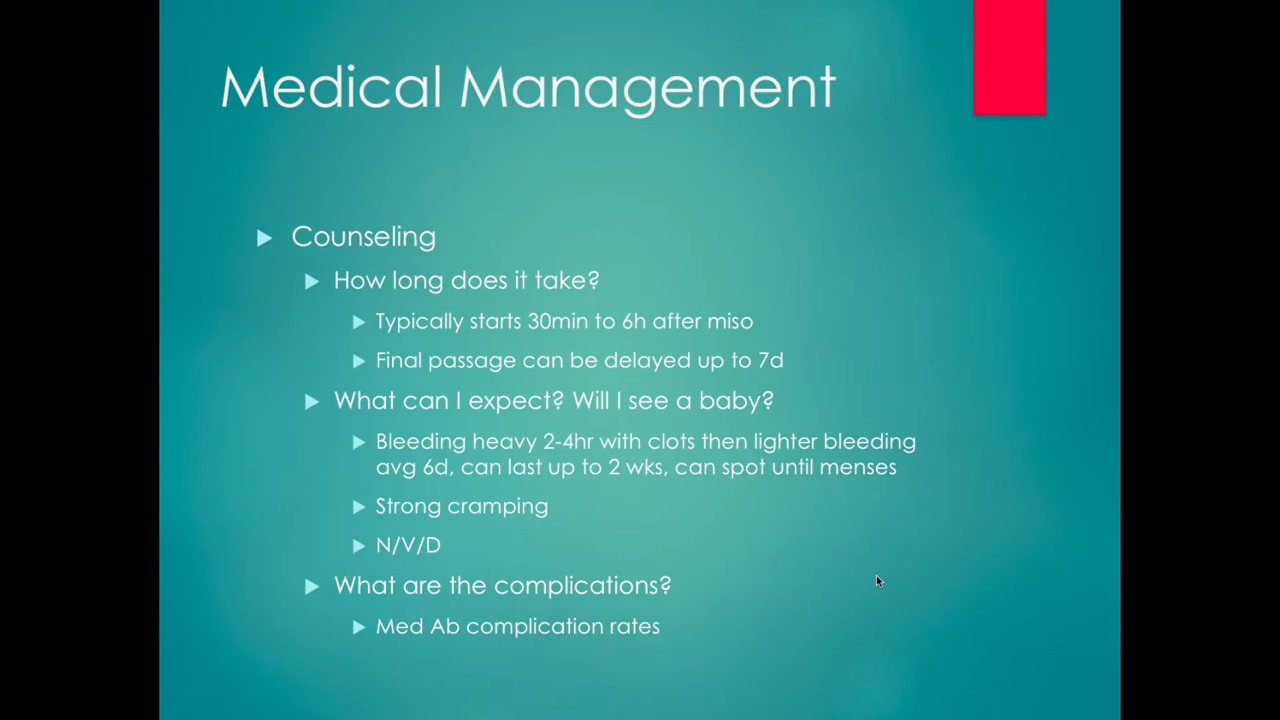 Medical Management
Counseling
How long does it take?
Typically starts 30min to 6h after miso
Final passage can be delayed up to 7d
What can I expect? Will I see a baby?
Bleeding heavy 2-4hr with clots then lighter bleeding
avg 6d, can last up to 2 wks, can spot until menses
Strong cramping
N/V/D
What are the complications?
Med Ab complication rates